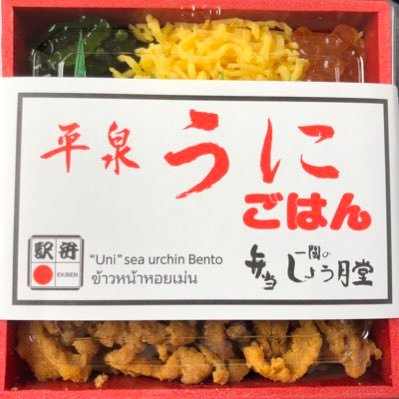 平泉 うに
ごはん
駅弁
EKIBEN
"Uni" sea urchin Bento
ข้าวหน้าหอยเม่น
弁当
一関の
しょう月堂